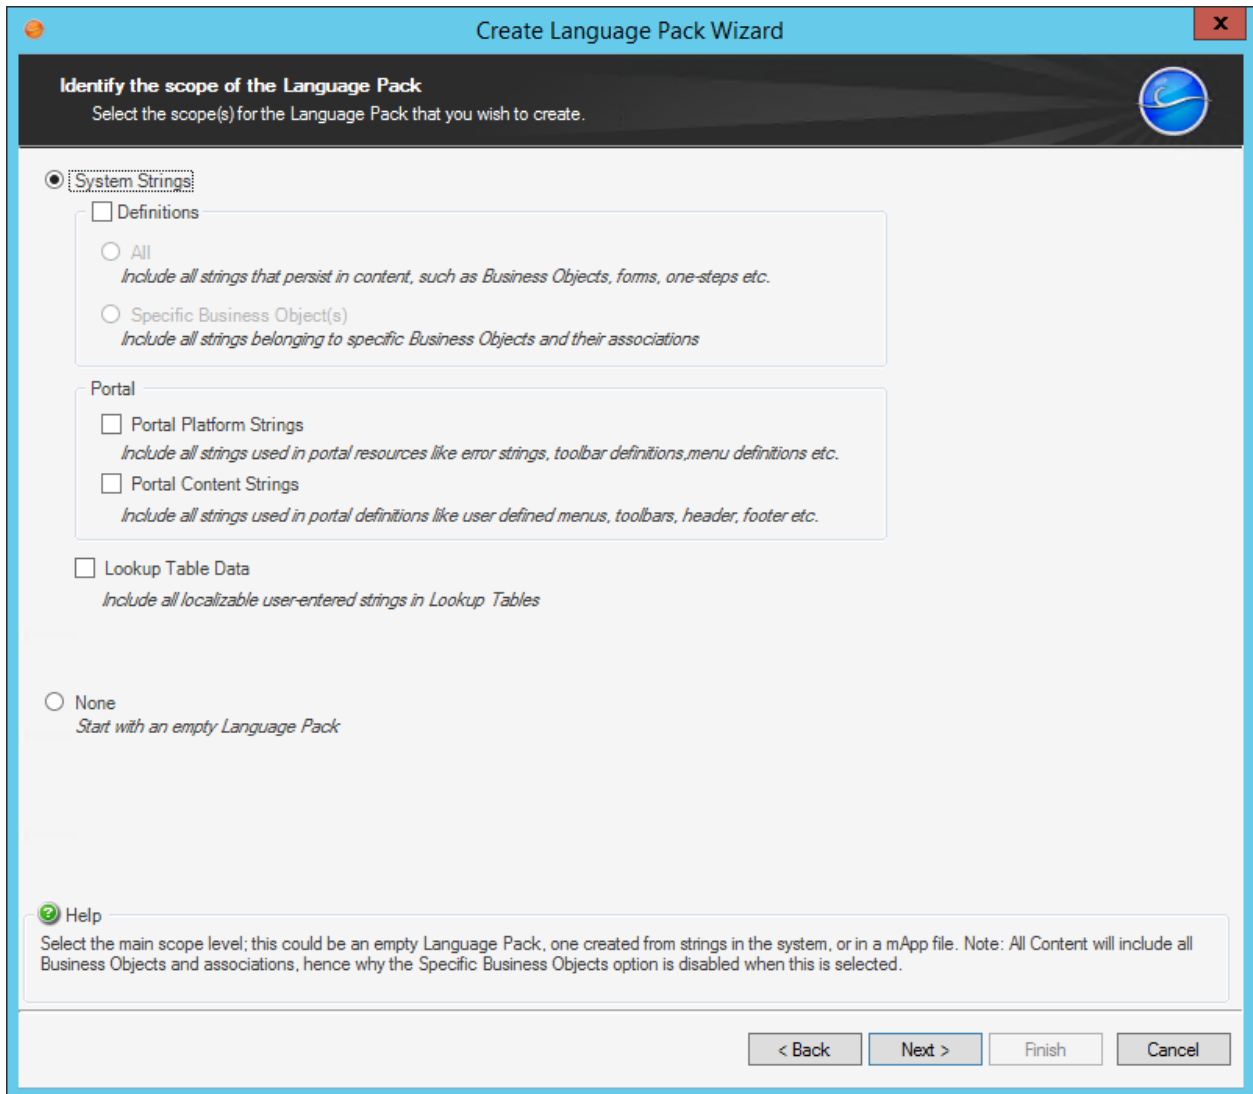 Create Language Pack Wizard
x
Identify the scope of the Language Pack
Select the scope(s) for the Language Pack that you wish to create.
System Strings
Definitions
All
Include all strings that persist in content, such as Business Objects, forms, one-steps etc.
Specific Business Object(s)
Include all strings belonging to specific Business Objects and their associations
Portal
Portal Platform Strings
Include all strings used in portal resources like error strings, toolbar definitions,menu definitions etc.
Portal Content Strings
Include all strings used in portal definitions like user defined menus, toolbars, header, footer etc.
Lookup Table Data
Include all localizable user-entered strings in Lookup Tables
None
Start with an empty Language Pack
? Help
Select the main scope level; this could be an empty Language Pack, one created from strings in the system, or in a mApp file. Note: All Content will include all
Business Objects and associations, hence why the Specific Business Objects option is disabled when this is selected.
< Back Next > Finish Cancel